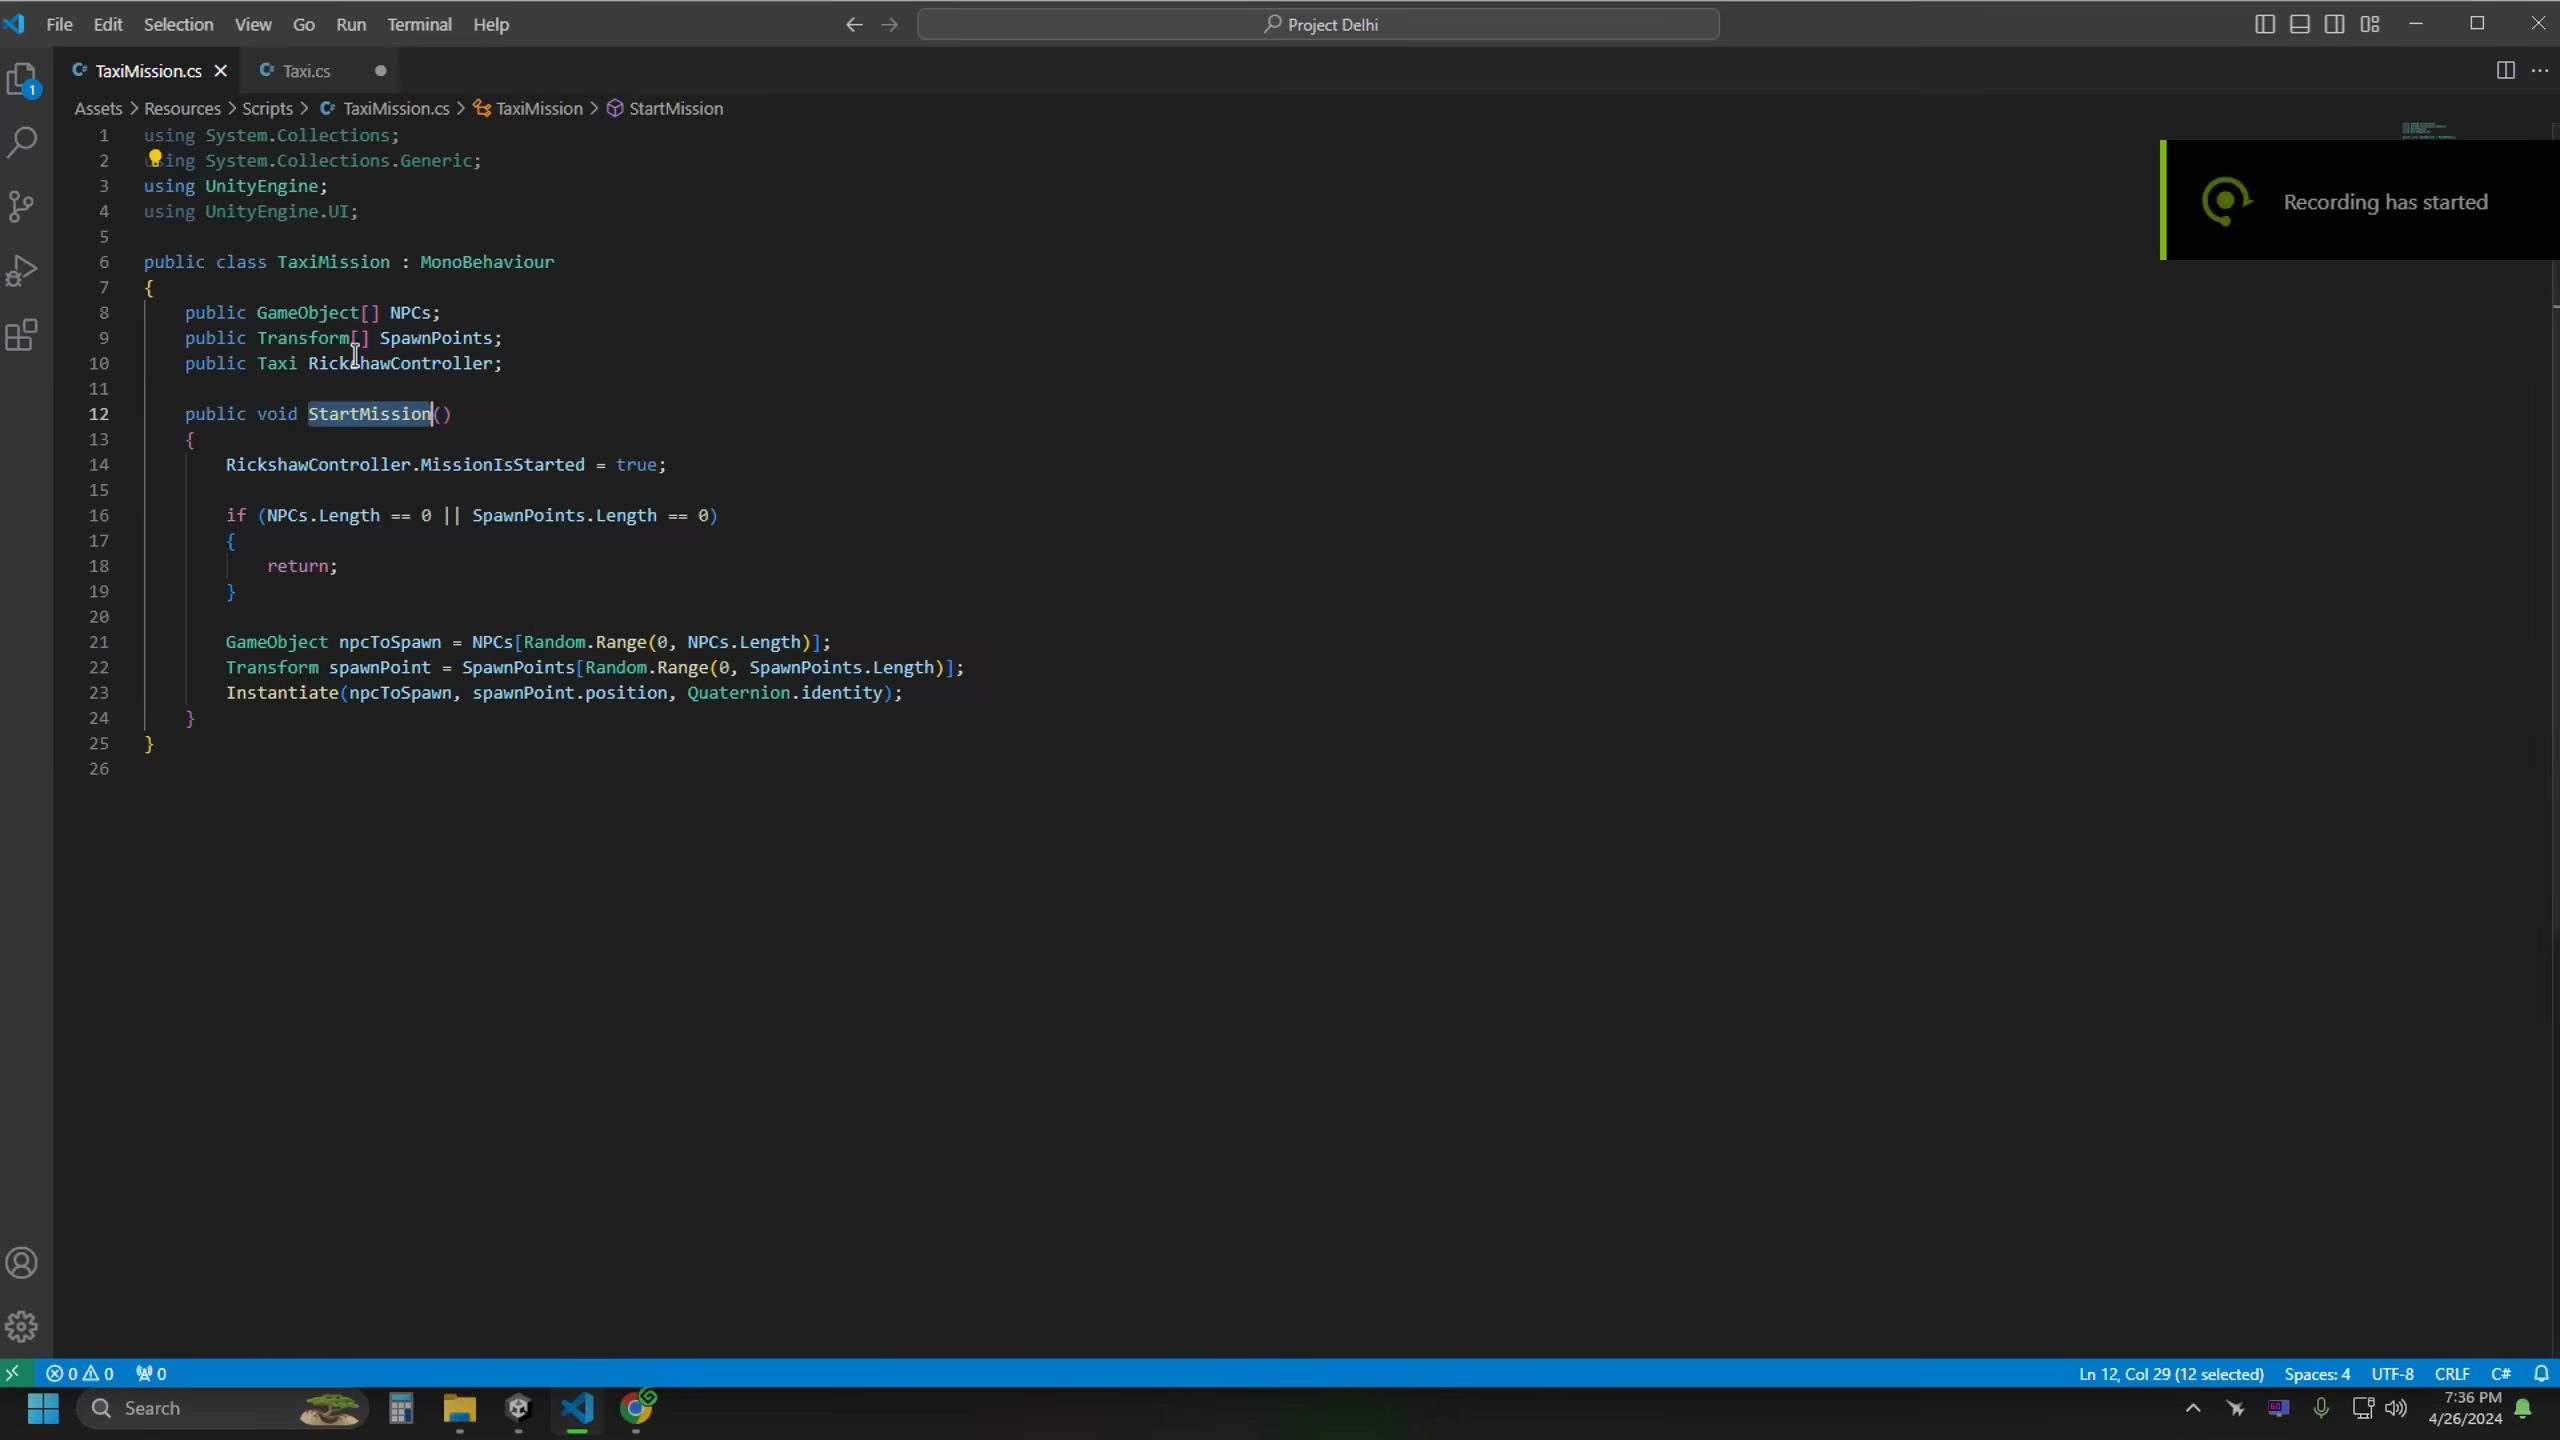 File Edit Selection View Go Run Terminal Help
Project Delhi
TaxiMission.cs Taxi.cs
Assets > Resources > Scripts > TaxiMission.cs > TaxiMission > StartMission
1 using System.Collections;
2 using System.Collections.Generic;
3 using UnityEngine;
4 using UnityEngine.UI;
5
6 public class TaxiMission : MonoBehaviour
7 {
8 public GameObject[] NPCs;
9 public Transform[] SpawnPoints;
10 public Taxi RickshawController;
11
12 public void StartMission()
13 {
14 RickshawController.MissionIsStarted = true;
15
16 if (NPCs.Length == 0 || SpawnPoints.Length == 0)
17 {
18 return;
19 }
20
21 GameObject npcToSpawn = NPCs[Random.Range(0, NPCs.Length)];
22 Transform spawnPoint = SpawnPoints[Random.Range(0, SpawnPoints.Length)];
23 Instantiate(npcToSpawn, spawnPoint.position, Quaternion.identity);
24 }
25 }
26
1
Recording has started
0 0 0 Ln 12, Col 29 (12 selected) Spaces: 4 UTF-8 CRLF C#
Search
7:36 PM
4/26/2024